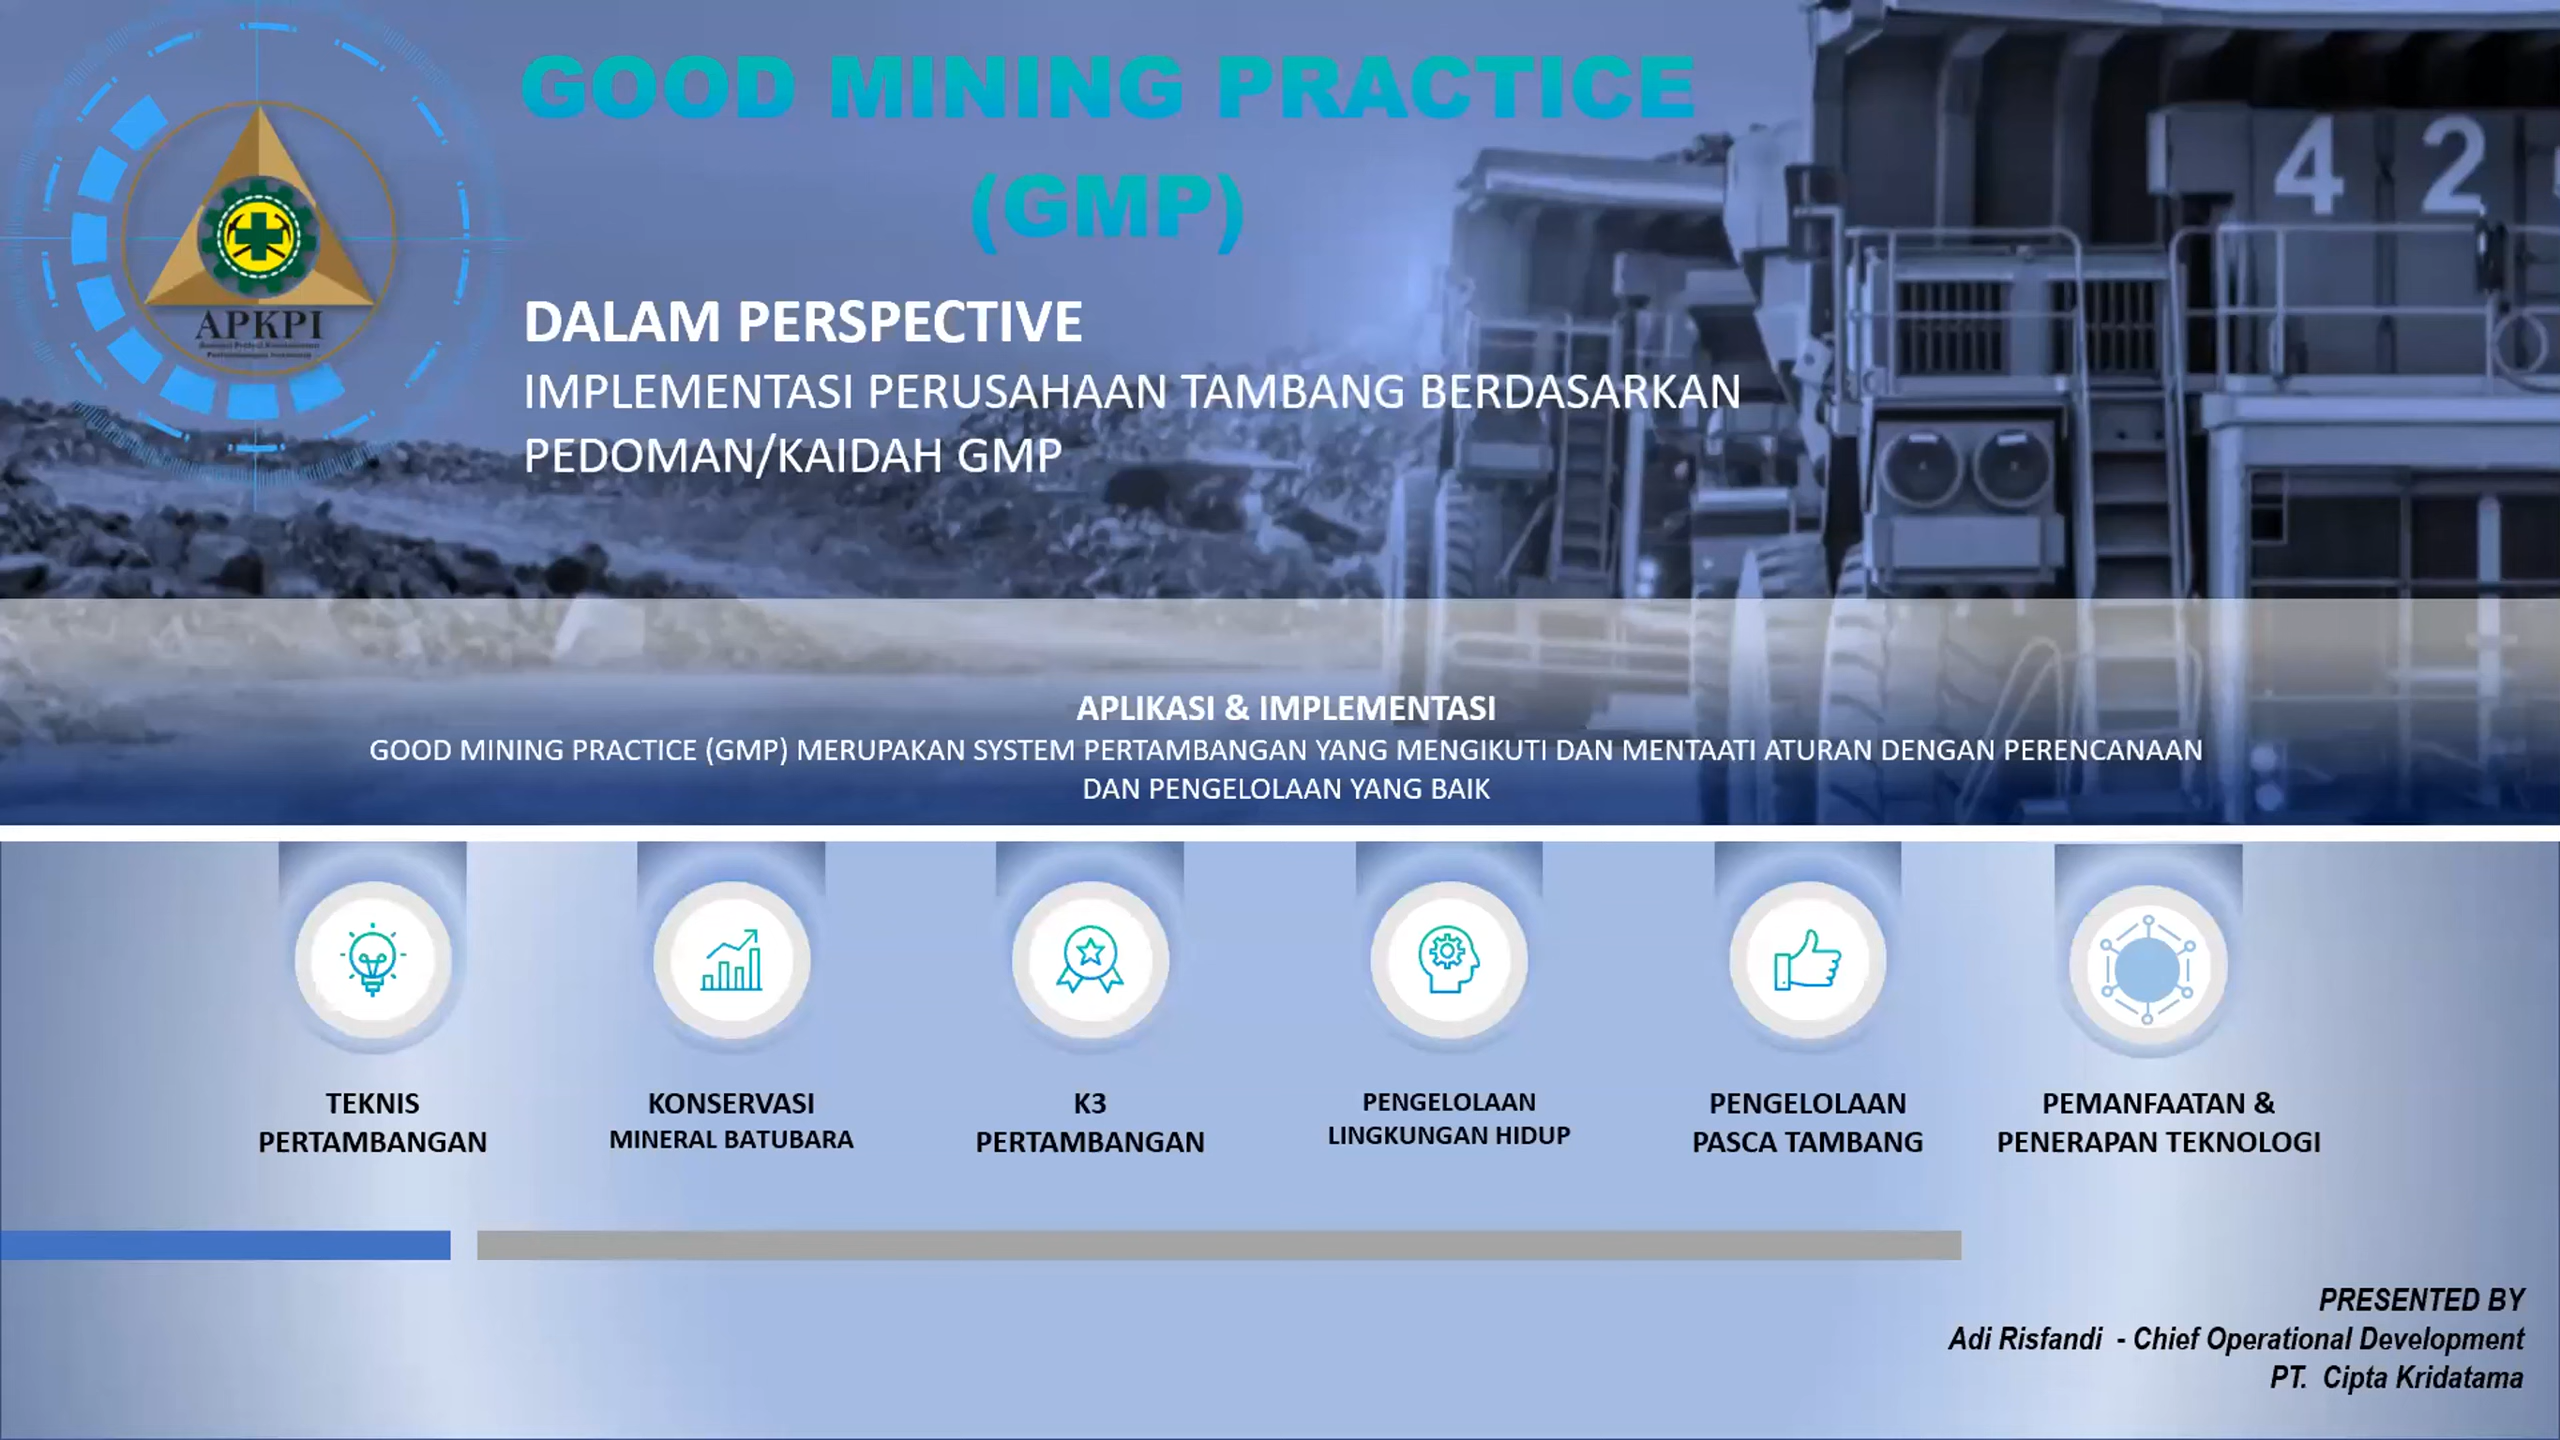 GOOD MINING PRACTICE
(GMP)
DALAM PERSPECTIVE
IMPLEMENTASI PERUSAHAAN TAMBANG BERDASARKAN
PEDOMAN/KAIDAH GMP
APKPI
42
APLIKASI & IMPLEMENTASI
GOOD MINING PRACTICE (GMP) MERUPAKAN SYSTEM PERTAMBANGAN YANG MENGIKUTI DAN MENTAATI ATURAN DENGAN PERENCANAAN
DAN PENGELOLAAN YANG BAIK
TEKNIS
PERTAMBANGAN
KONSERVASI
MINERAL BATUBARA
K3
PERTAMBANGAN
PENGELOLAAN
LINGKUNGAN HIDUP
PENGELOLAAN
PASCA TAMBANG
PEMANFAATAN &
PENERAPAN TEKNOLOGI
PRESENTED BY
Adi Risfandi - Chief Operational Development
PT. Cipta Kridatama